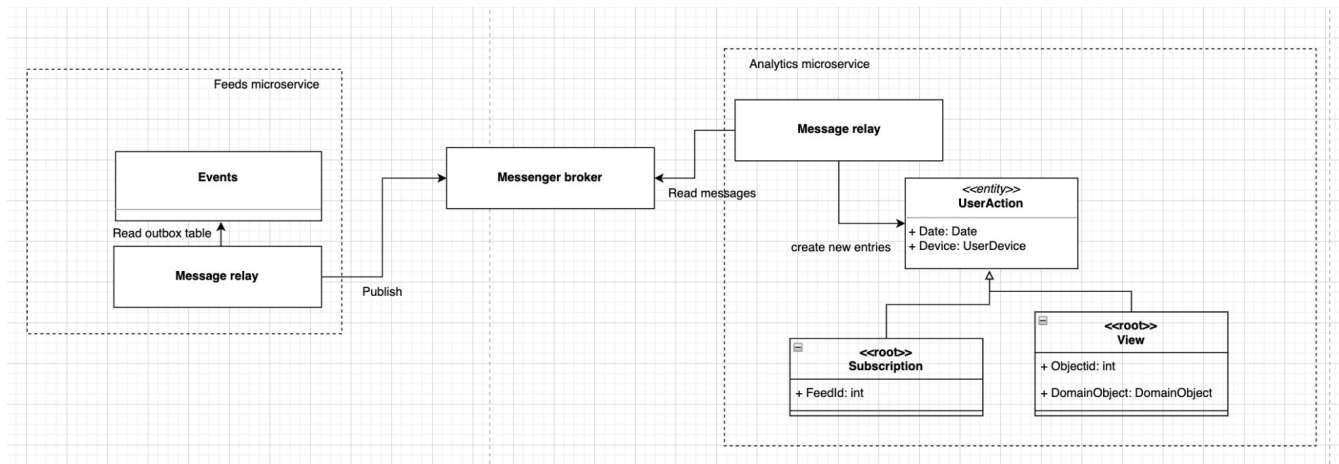 Feeds microservice
Events
Read outbox table
Message relay
Publish
Messenger broker
Read messages
Analytics microservice
Message relay
create new entries
<<entity>>
UserAction
+ Date: Date
+ Device: UserDevice
<<root>>
Subscription
+ FeedId: int
<<root>>
View
+ Objectid: int
+ DomainObject: DomainObject